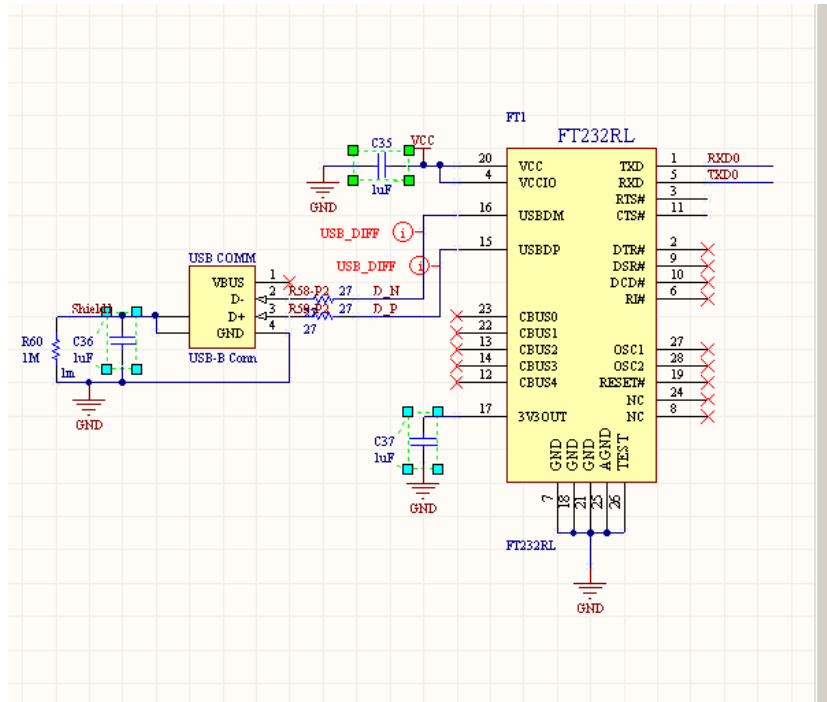 FT1
FT232RL
C35
VCC
1uF
GND
20 VCC
4 VCCIO
16 USBDM
15 USBDP
23 CBUS0
22 CBUS1
13 CBUS2
14 CBUS3
12 CBUS4
17 3V3OUT
TXD 1 RXD0
RXD 5 TXD0
RTS# 3
CTS# 11
DTR# 2
DSR# 9
DCD# 10
RI# 6
OSC1 27
OSC2 28
RESET# 19
NC 24
NC 8
GND GND GND AGND TEST
7 18 21 25 26
FT232RL
GND
USB_DIFF i
USB_DIFF i
USB COMM
VBUS 1
D- 2 R58-P2 27 D_N
D+ 3 R59-P2 27 D_P
GND 4 27
USB-B Conn
Shield1
R60
1M
C36
1uF
1m
GND
C37
1uF
GND